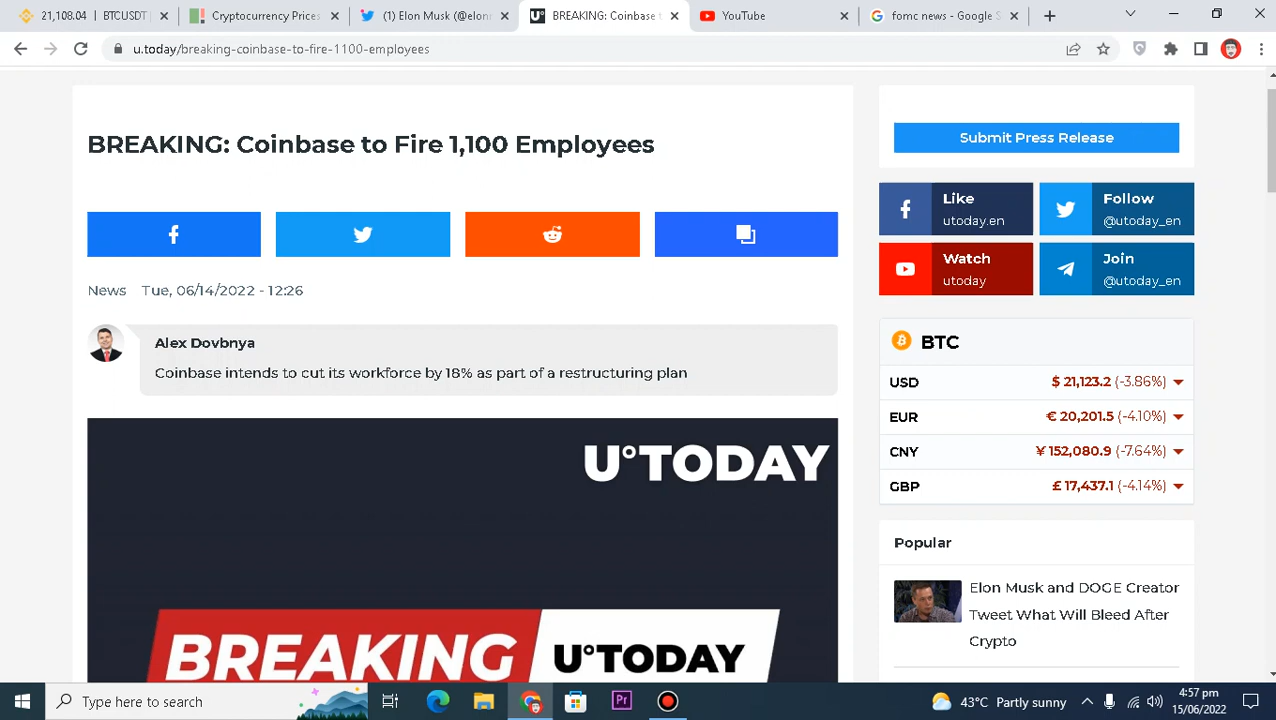 21,108.04 | BTCUSDT
Cryptocurrency Prices
(1) Elon Musk (@elon
BREAKING: Coinbase t
YouTube
fomc news - Google S
u.today/breaking-coinbase-to-fire-1100-employees
BREAKING: Coinbase to Fire 1,100 Employees
News Tue, 06/14/2022 - 12:26
Alex Dovbnya
Coinbase intends to cut its workforce by 18% as part of a restructuring plan
U°TODAY
BREAKING U°TODAY
Submit Press Release
Like
utoday.en
Follow
@utoday_en
Watch
utoday
Join
@utoday_en
BTC
USD $ 21,123.2 (-3.86%)
EUR € 20,201.5 (-4.10%)
CNY ¥ 152,080.9 (-7.64%)
GBP £ 17,437.1 (-4.14%)
Popular
Elon Musk and DOGE Creator
Tweet What Will Bleed After
Crypto
Type here to search
Pr
43°C Partly sunny
4:57 pm
15/06/2022